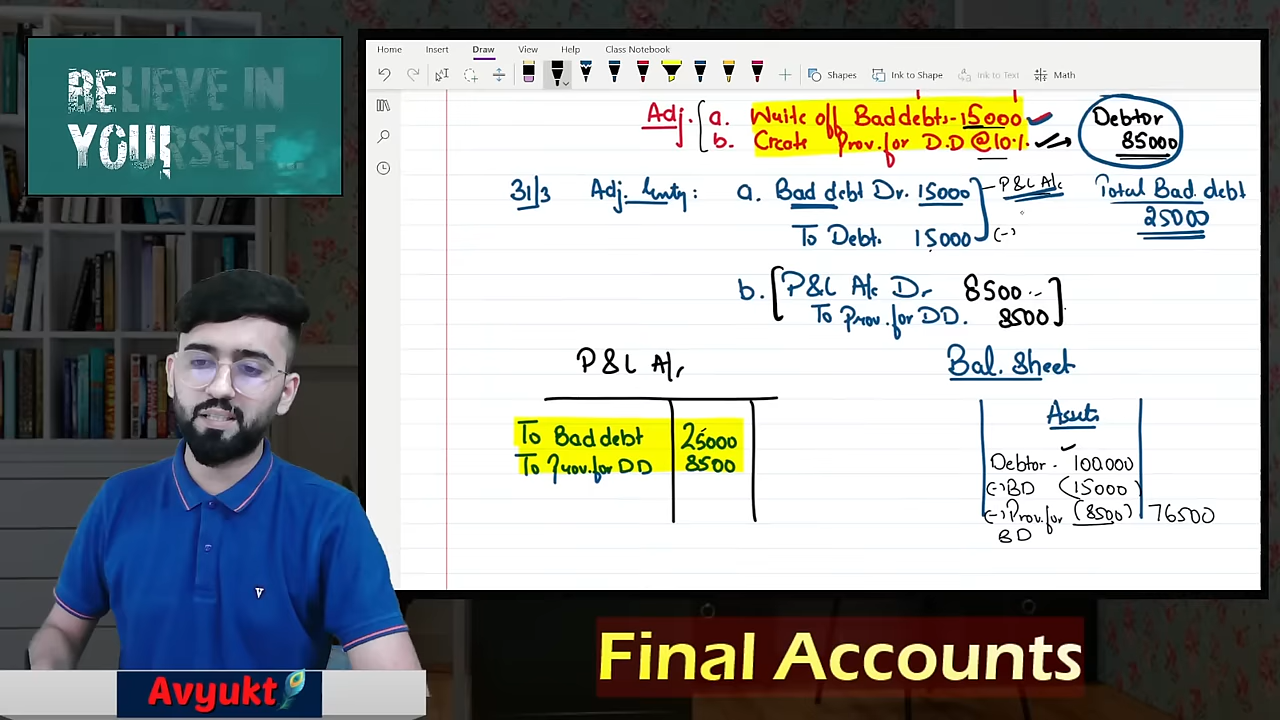 BELIEVE IN
YOURSELF...
Home Insert Draw View Help Class Notebook
Shapes Ink to Shape Ink to Text Math
Adj. a. Write off Bad debts - 15000
b. Create Prov. for D.D @ 10%.
Debtor
85000
31/3 Adj. Enty: a. Bad debt Dr. 15000
To Debt. 15000
P&L A/c
(-)
Total Bad. debt
25000
b. P&L A/c Dr 8500
To Prov. for DD. 8500
P&L A/c
To Bad debt 25000
To Prov. for DD 8500
Bal. Sheet
Assets
Debtor - 100000
(-) BD (15000)
(-) Prov. for (8500) 76500
BD
V
Final Accounts
Avyukt